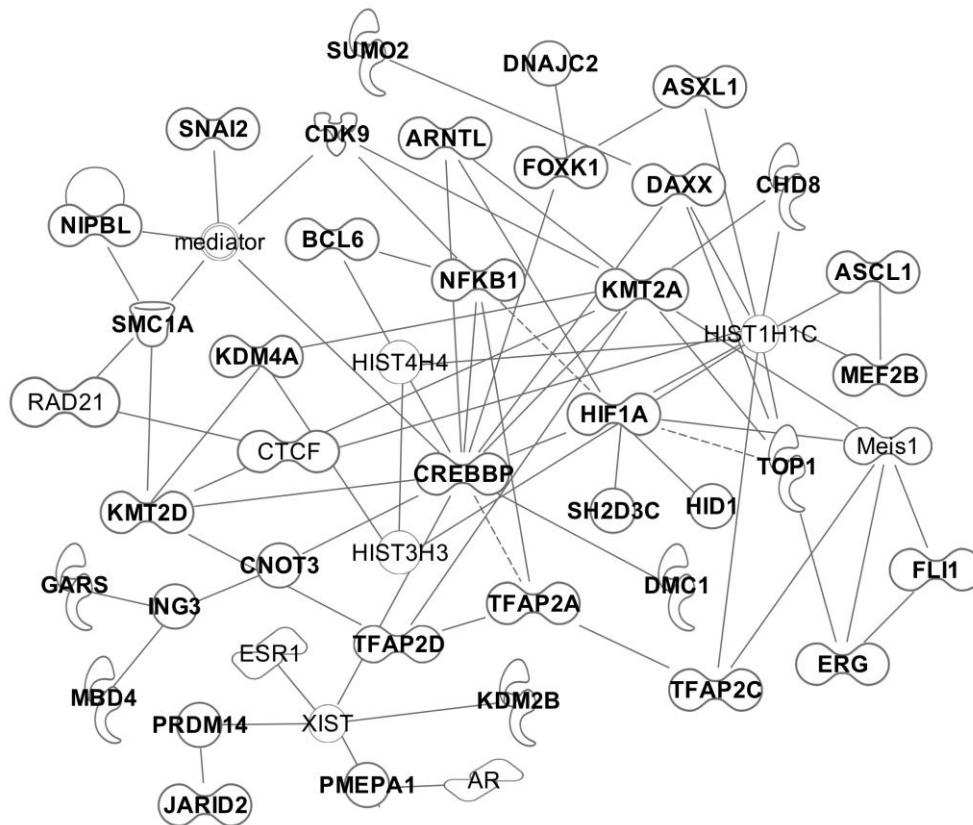 SUMO2
DNAJC2
ASXL1
SNAI2
CDK9
ARNTL
FOXK1
DAXX
CHD8
NIPBL
mediator
BCL6
NFKB1
KMT2A
ASCL1
SMC1A
HIST1H1C
KDM4A
HIST4H4
MEF2B
RAD21
HIF1A
CTCF
CREBBP
TOP1
Meis1
KMT2D
SH2D3C
HID1
HIST3H3
CNOT3
FLI1
GARS
ING3
DMC1
TFAP2A
TFAP2D
ESR1
ERG
MBD4
TFAP2C
KDM2B
PRDM14
XIST
PMEPA1
AR
JARID2